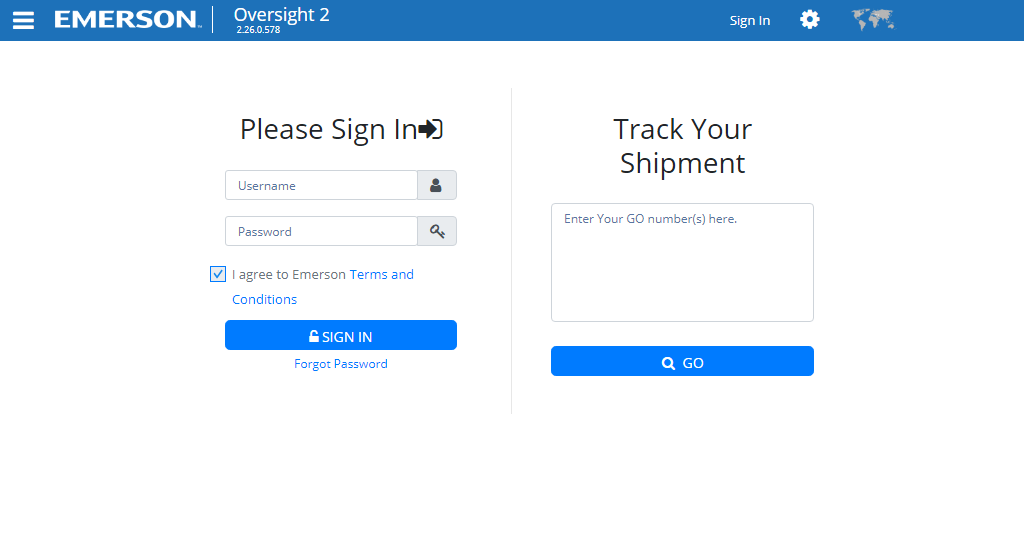 EMERSON
Oversight 2
2.26.0.578
Sign In
Please Sign In
Username
Password
I agree to Emerson Terms and
Conditions
SIGN IN
Forgot Password
Track Your
Shipment
Enter Your GO number(s) here.
GO